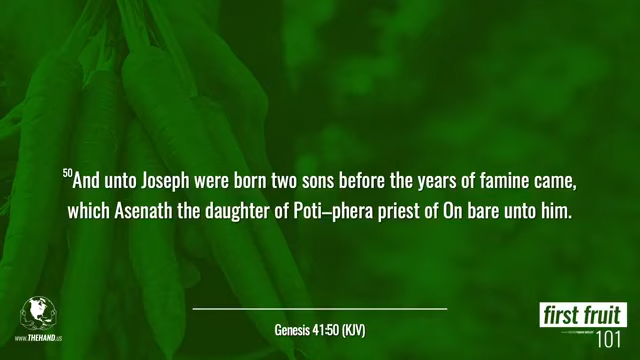 50And unto Joseph were born two sons before the years of famine came,
which Asenath the daughter of Poti–phera priest of On bare unto him.
Genesis 41:50 (KJV)
www.THEHAND.us
first fruit
101